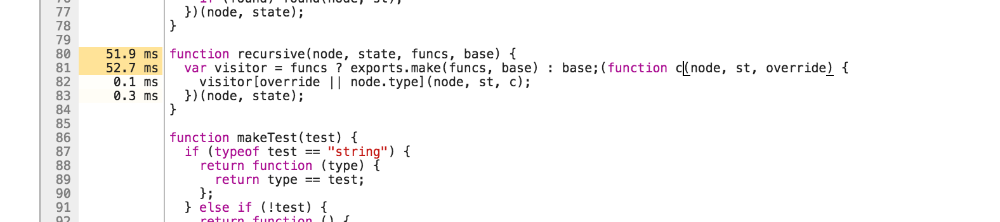 77 })(node, state);
78 }
79
80 51.9 ms function recursive(node, state, funcs, base) {
81 52.7 ms var visitor = funcs ? exports.make(funcs, base) : base;(function c(node, st, override) {
82 0.1 ms visitor[override || node.type](node, st, c);
83 0.3 ms })(node, state);
84 }
85
86 function makeTest(test) {
87 if (typeof test == "string") {
88 return function (type) {
89 return type == test;
90 };
91 } else if (!test) {
92 return function () {